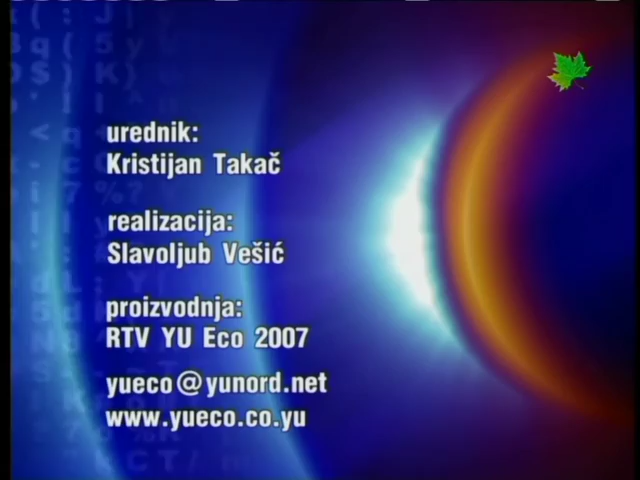 urednik:
Kristijan Takač
realizacija:
Slavoljub Vešić
proizvodnja:
RTV YU Eco 2007
yueco@yunord.net
www.yueco.co.yu